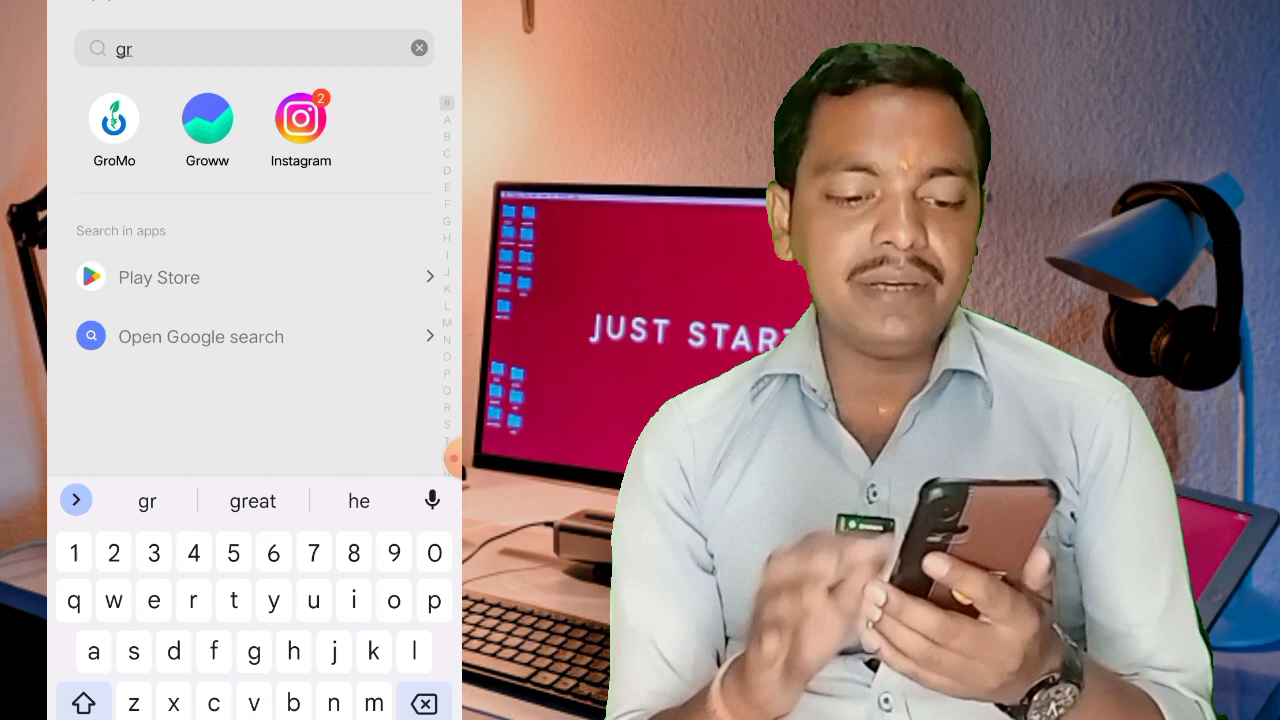 gr
2
GroMo Groww Instagram
#
A
B
C
D
E
F
G
H
I
J
K
L
M
N
O
P
Q
R
S
T
Search in apps
Play Store
Open Google search
gr great he
1 2 3 4 5 6 7 8 9 0
q w e r t y u i o p
a s d f g h j k l
z x c v b n m
JUST START